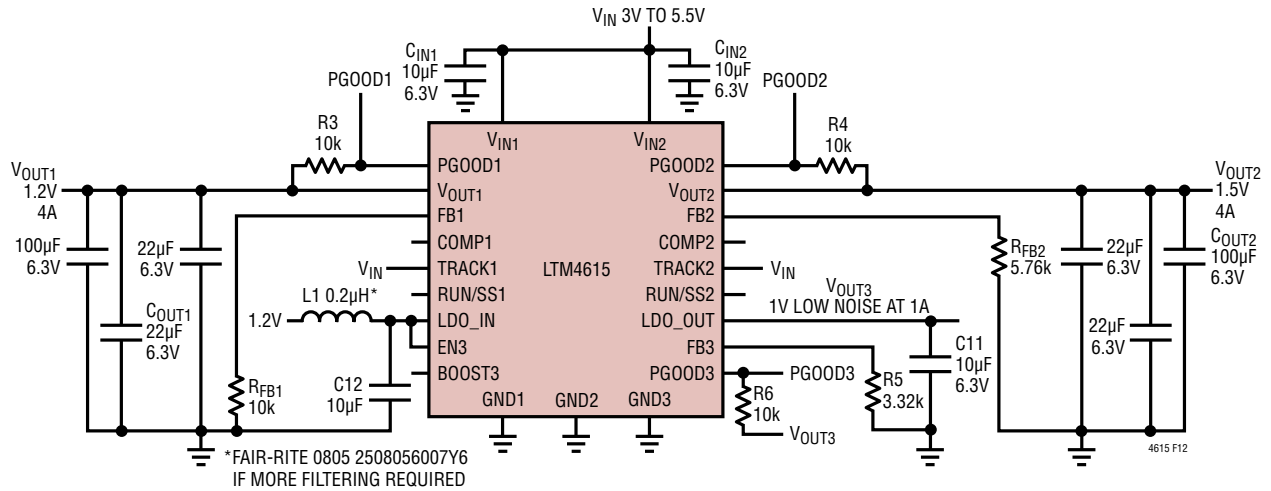 VIN 3V TO 5.5V
CIN1
10µF
6.3V
CIN2
10µF
6.3V
PGOOD1
PGOOD2
R3
10k
R4
10k
VIN1
VIN2
PGOOD1
PGOOD2
VOUT1
1.2V
4A
VOUT1
VOUT2
VOUT2
1.5V
4A
FB1
FB2
100µF
6.3V
22µF
6.3V
COMP1
COMP2
RFB2
5.76k
22µF
6.3V
COUT2
100µF
6.3V
VIN
TRACK1
LTM4615
TRACK2
VIN
L1 0.2µH*
RUN/SS1
RUN/SS2
VOUT3
1V LOW NOISE AT 1A
COUT1
22µF
6.3V
1.2V
LDO_IN
LDO_OUT
22µF
6.3V
EN3
FB3
C11
10µF
6.3V
RFB1
10k
C12
10µF
BOOST3
PGOOD3
PGOOD3
R5
3.32k
R6
10k
GND1
GND2
GND3
VOUT3
4615 F12
*FAIR-RITE 0805 2508056007Y6
IF MORE FILTERING REQUIRED